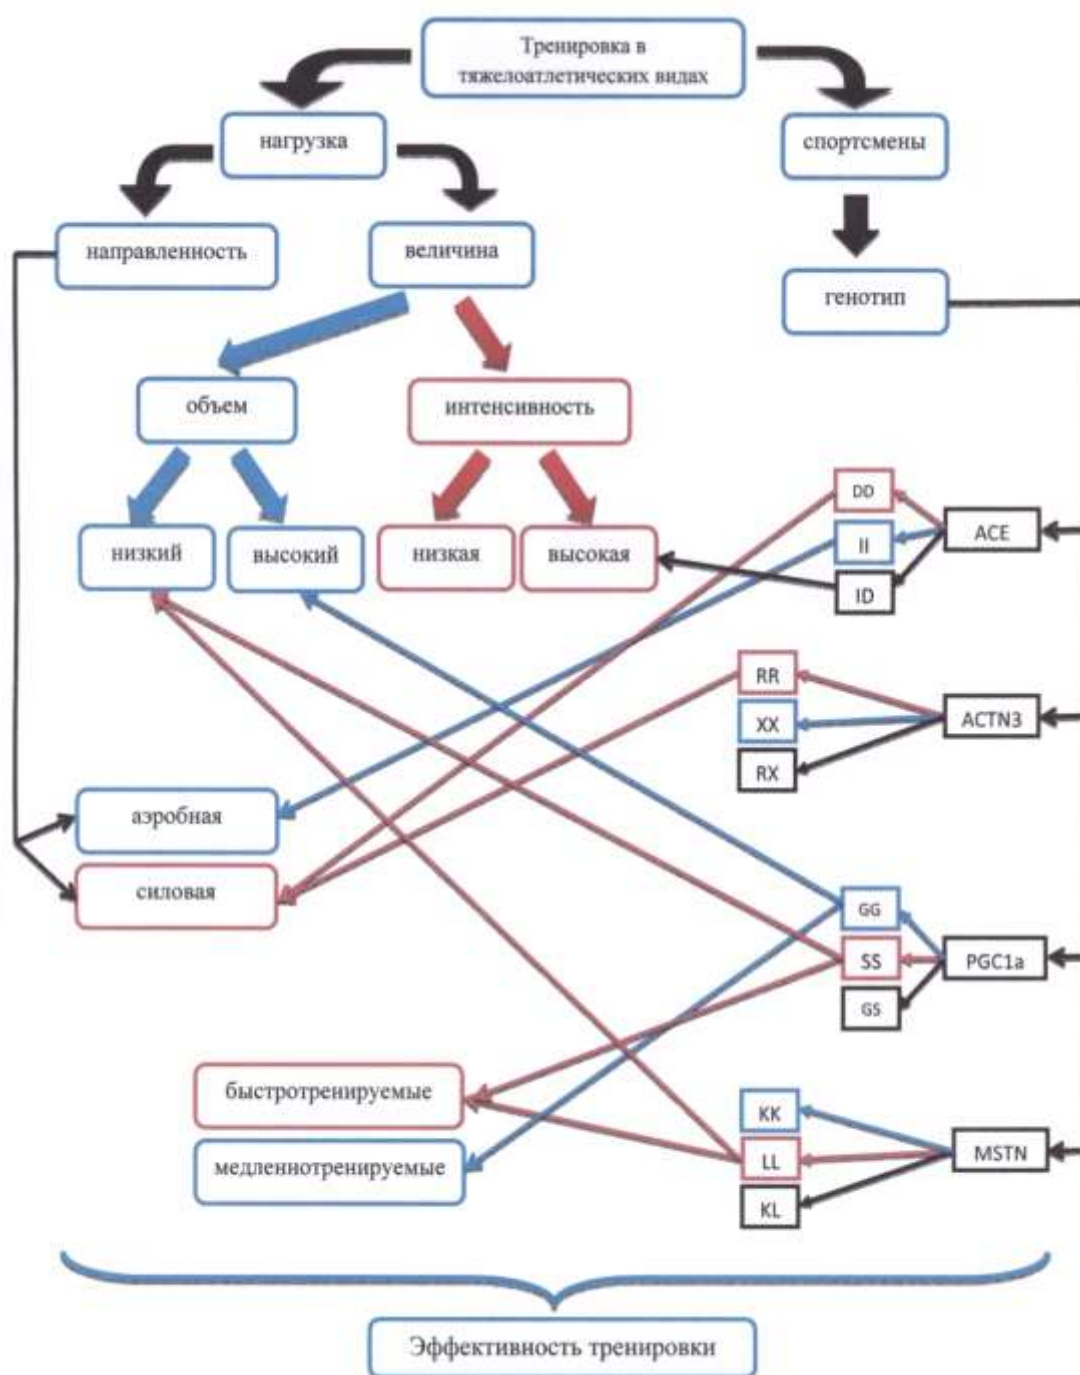 Тренировка в
тяжелоатлетических видах
нагрузка
спортсмены
направленность
величина
генотип
объем
интенсивность
низкий
высокий
низкая
высокая
DD
II
ID
ACE
RR
XX
RX
ACTN3
аэробная
силовая
GG
SS
GS
PGC1a
быстротренируемые
медленнотренируемые
KK
LL
KL
MSTN
Эффективность тренировки